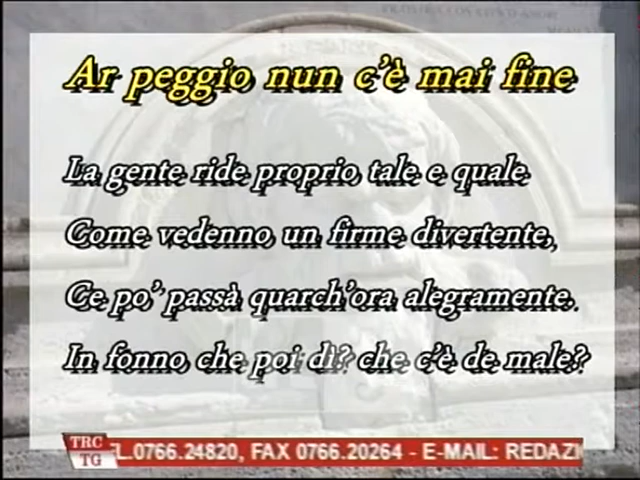 Ar peggio nun c'è mai fine
La gente ride proprio tale e quale
Come vedenno un firme divertente,
Ce po' passà quarch'ora alegramente.
In fonno che poi dì? che c'è de male?
TRC
TG
L.0766.24820, FAX 0766.20264 - E-MAIL: REDAZI